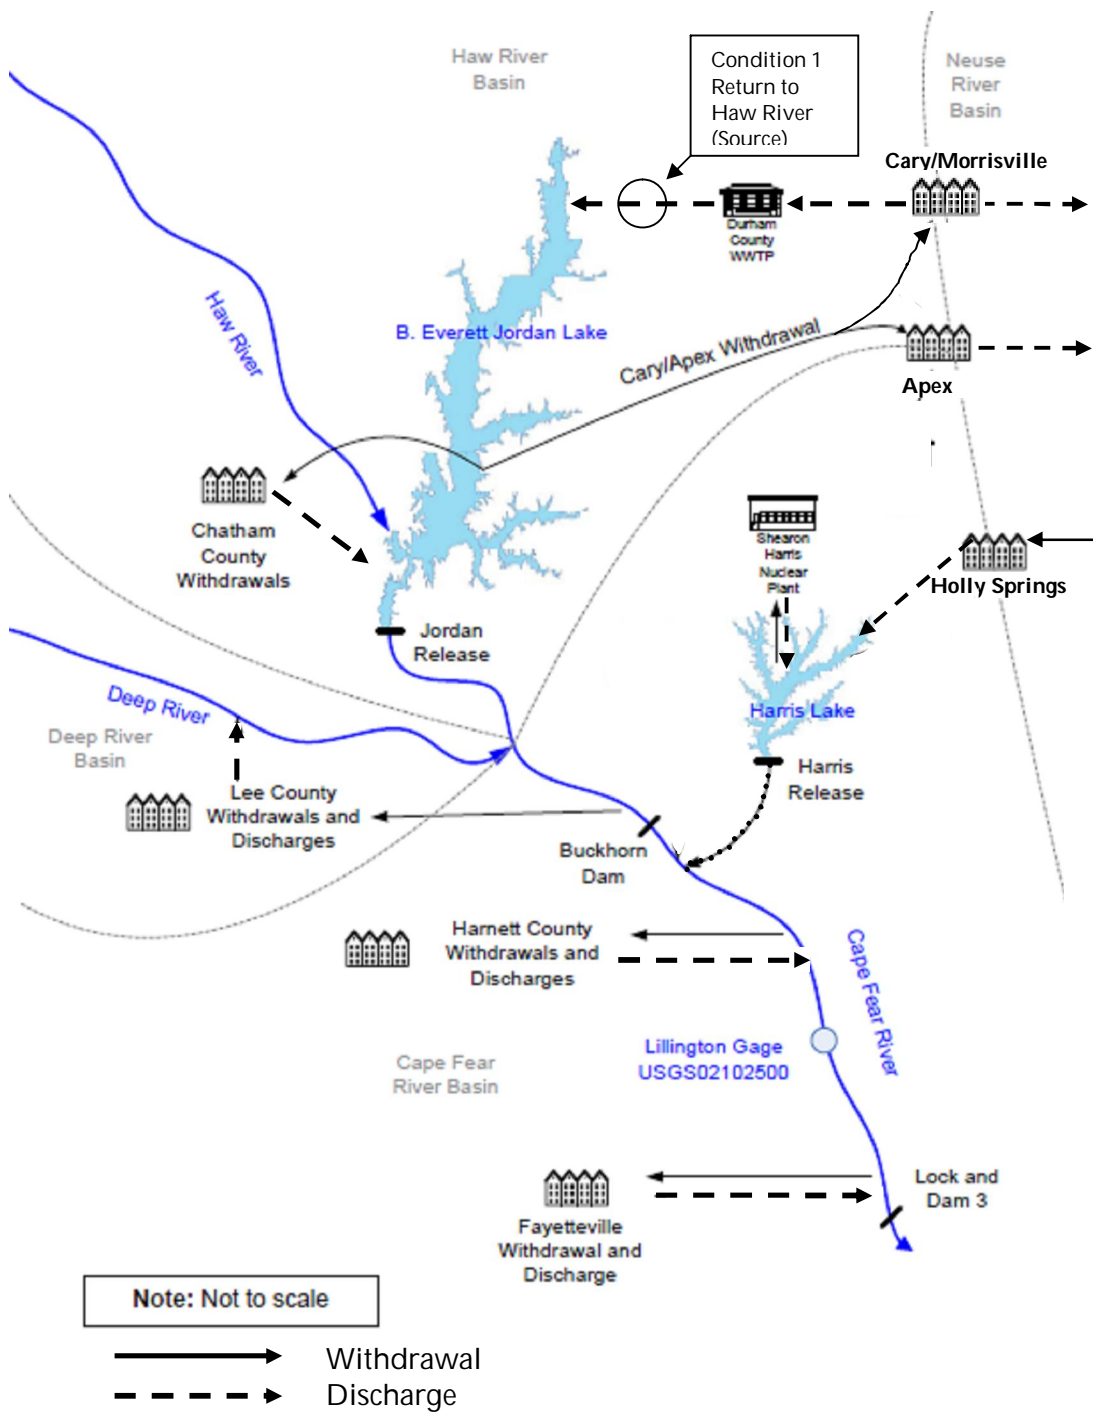 Haw River
Basin
Condition 1
Return to
Haw River
(Source)
Neuse
River
Basin
Cary/Morrisville
Durham
County
WWTP
Haw River
B. Everett Jordan Lake
Cary/Apex Withdrawal
Apex
Chatham
County
Withdrawals
Shearon
Harris
Nuclear
Plant
Holly Springs
Jordan
Release
Deep River
Harris Lake
Deep River
Basin
Harris
Release
Lee County
Withdrawals and
Discharges
Buckhorn
Dam
Harnett County
Withdrawals and
Discharges
Cape Fear River
Lillington Gage
USGS02102500
Cape Fear
River Basin
Lock and
Dam 3
Fayetteville
Withdrawal and
Discharge
Note: Not to scale
Withdrawal
Discharge